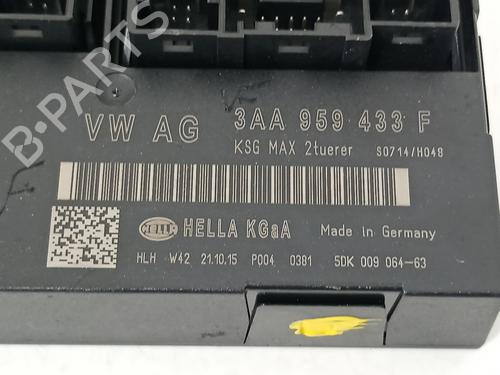 VW AG 3AA 959 433 F
KSG MAX 2tuerer S0714/H048
HELLA HELLA KGaA Made in Germany
HLH W42 21.10.15 P004 0381 5DK 009 064-63
B-PARTS